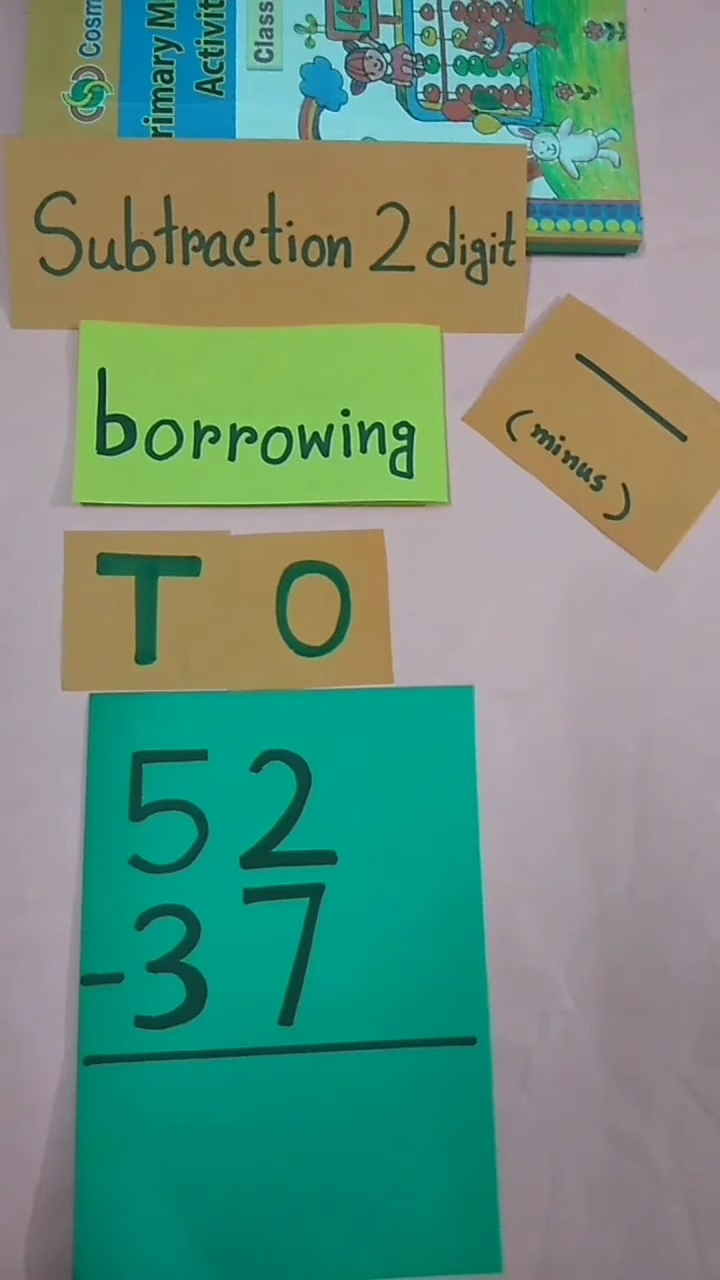 Cosm
rimary M
Activit
Class
Subtraction 2 digit
borrowing
—
(minus)
T O
52
-37